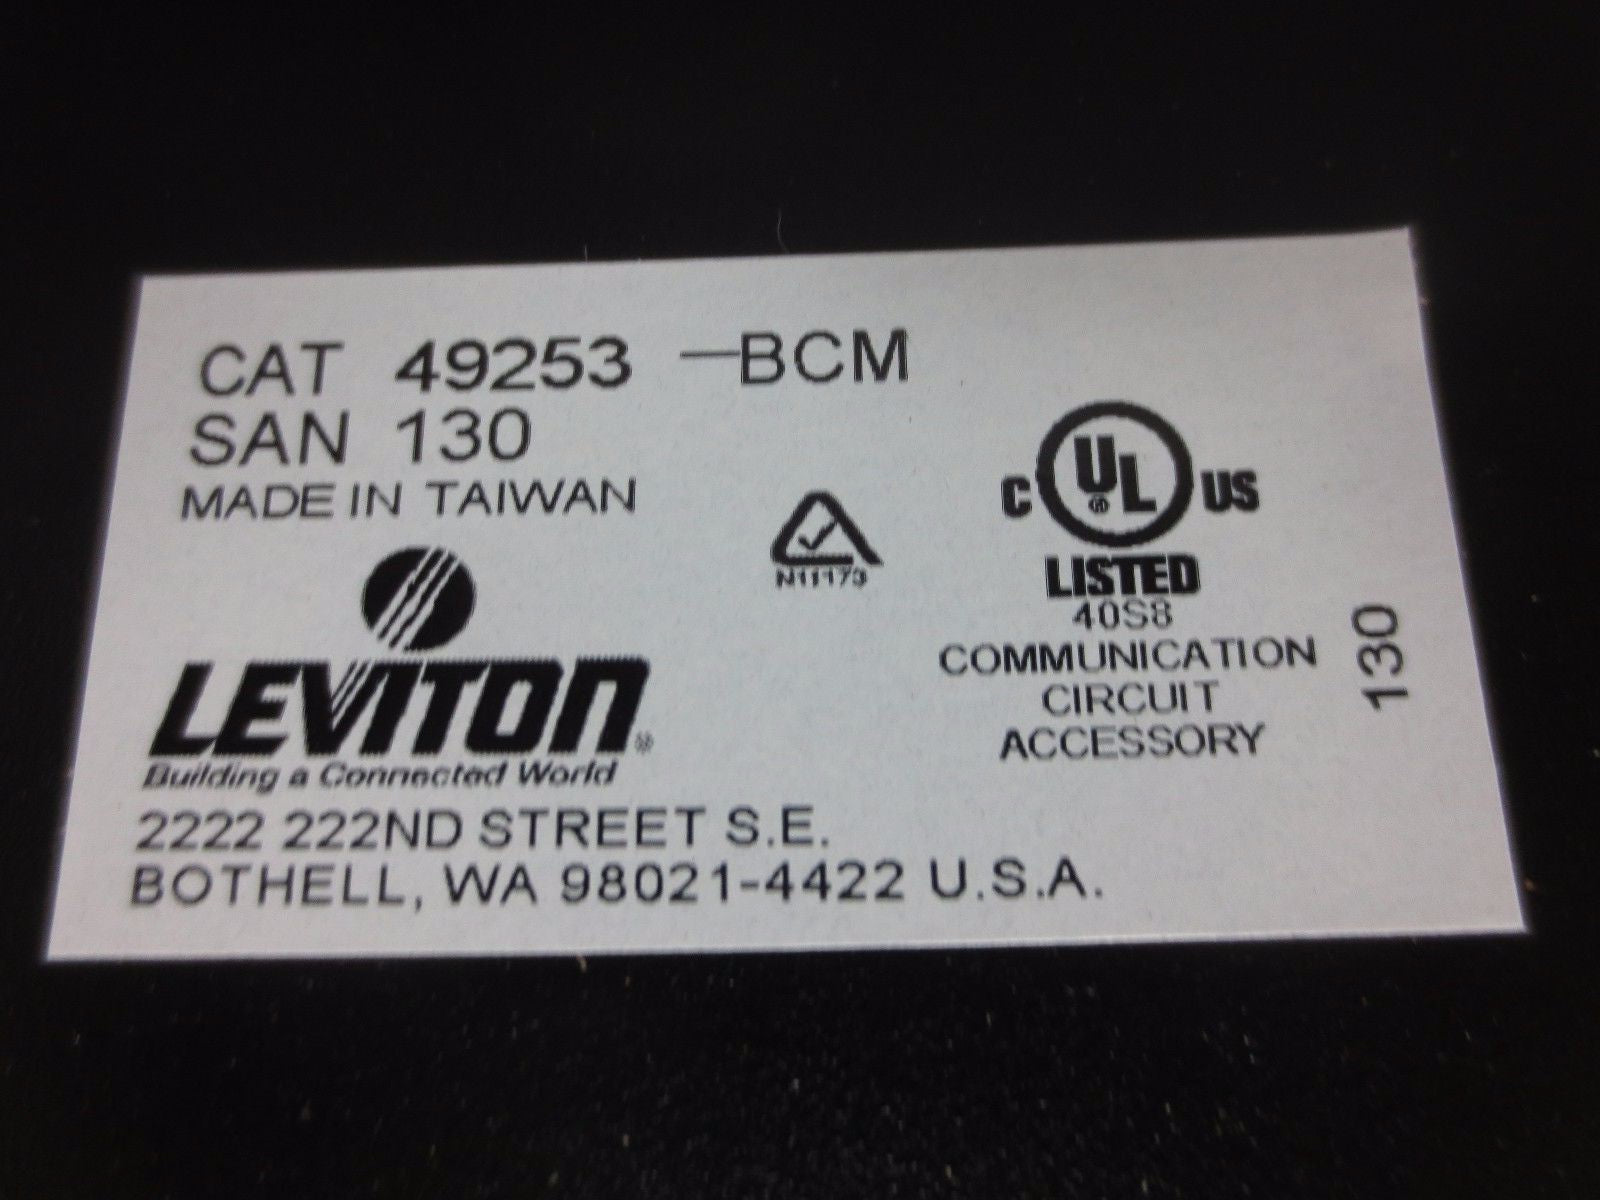 CAT 49253 -BCM
SAN 130
MADE IN TAIWAN
N11173
C UL ® US
LISTED
40S8
COMMUNICATION
CIRCUIT
ACCESSORY
130
LEVITON®
Building a Connected World
2222 222ND STREET S.E.
BOTHELL, WA 98021-4422 U.S.A.